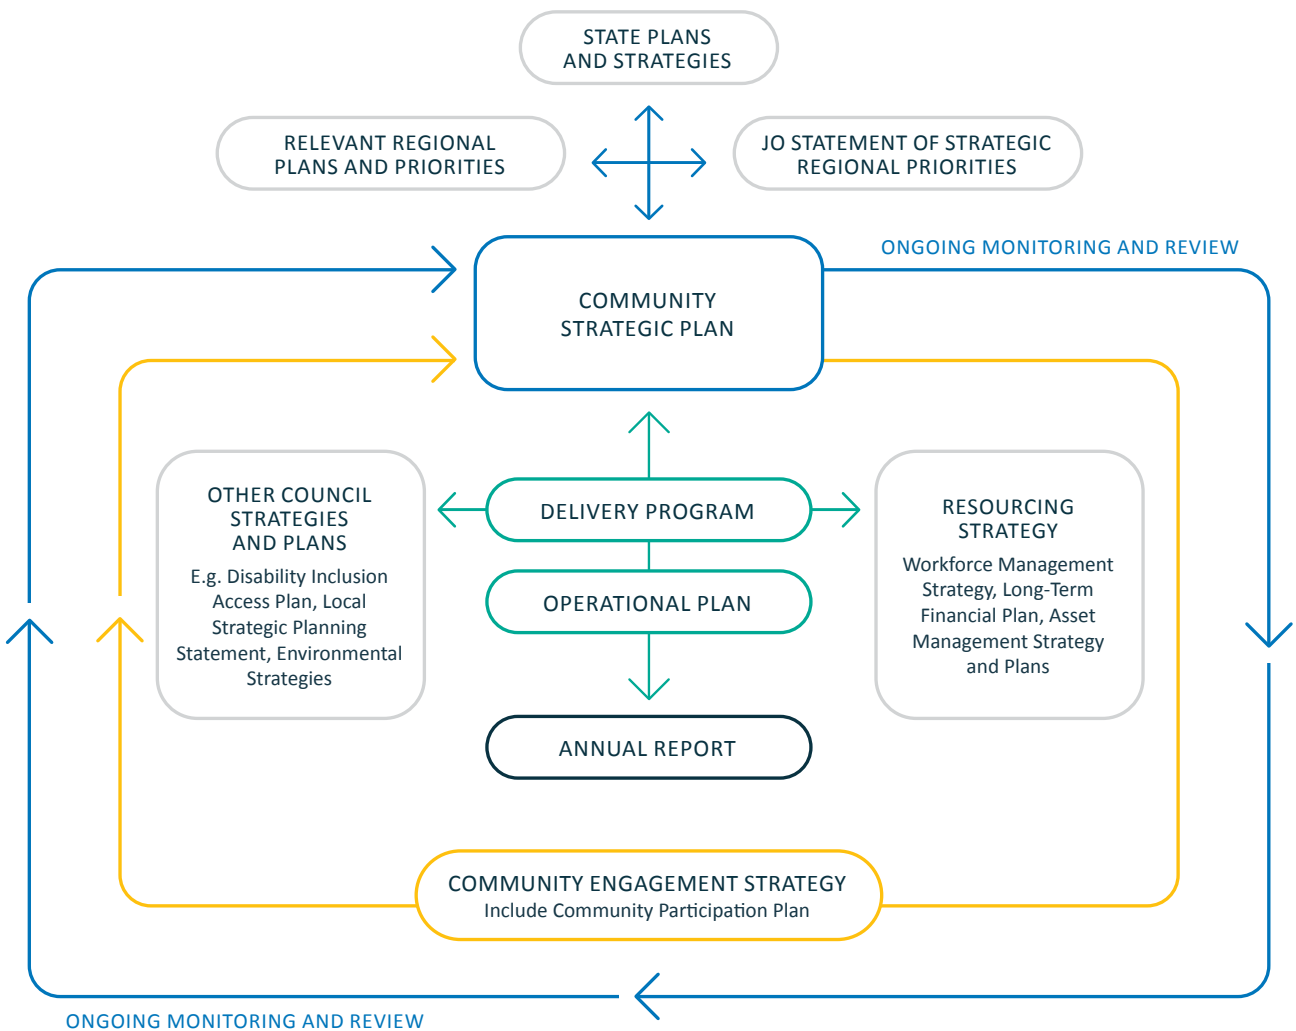 STATE PLANS
AND STRATEGIES
RELEVANT REGIONAL
PLANS AND PRIORITIES
JO STATEMENT OF STRATEGIC
REGIONAL PRIORITIES
ONGOING MONITORING AND REVIEW
COMMUNITY
STRATEGIC PLAN
OTHER COUNCIL
STRATEGIES
AND PLANS
E.g. Disability Inclusion
Access Plan, Local
Strategic Planning
Statement, Environmental
Strategies
DELIVERY PROGRAM
OPERATIONAL PLAN
ANNUAL REPORT
RESOURCING
STRATEGY
Workforce Management
Strategy, Long-Term
Financial Plan, Asset
Management Strategy
and Plans
COMMUNITY ENGAGEMENT STRATEGY
Include Community Participation Plan
ONGOING MONITORING AND REVIEW